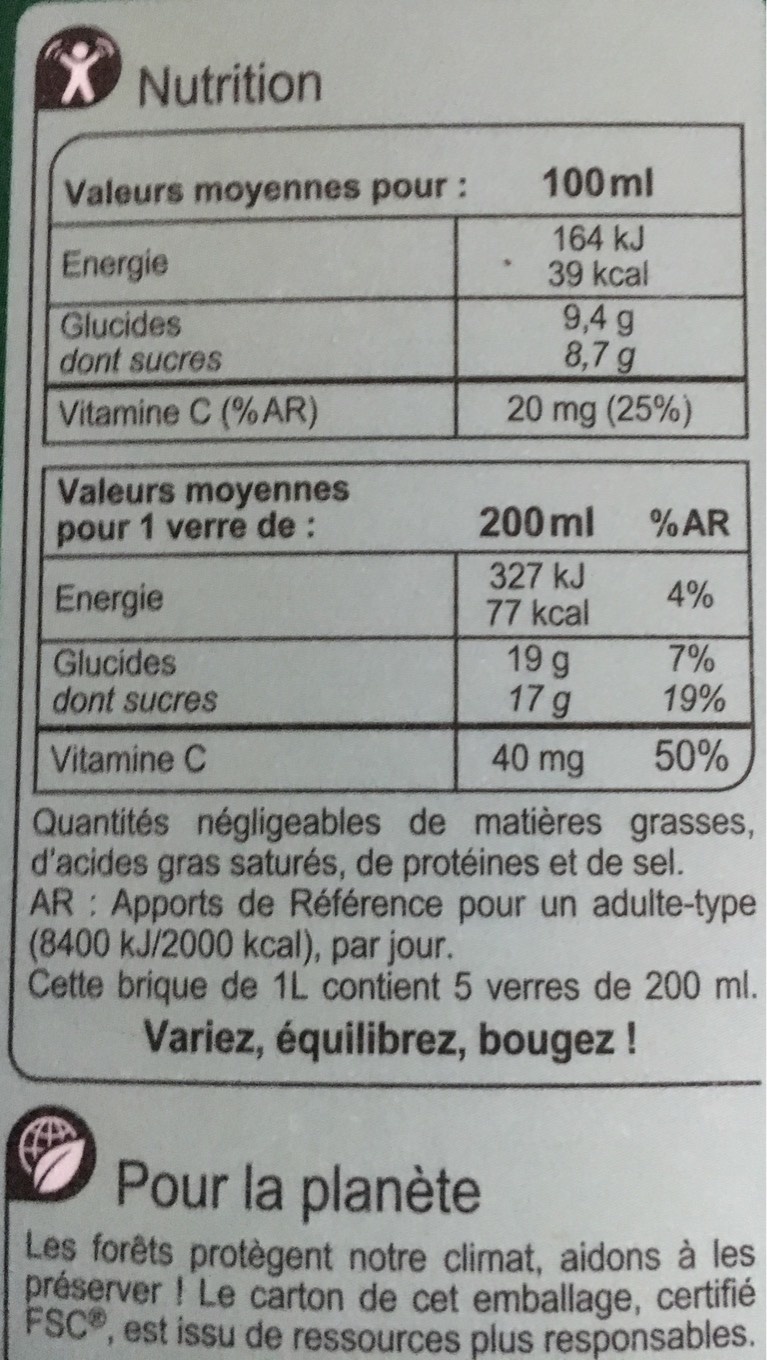 Nutrition
Valeurs moyennes pour : 100ml
Energie 164 kJ
39 kcal
Glucides 9,4 g
dont sucres 8,7 g
Vitamine C (%AR) 20 mg (25%)
Valeurs moyennes
pour 1 verre de : 200ml %AR
Energie 327 kJ 4%
77 kcal
Glucides 19 g 7%
dont sucres 17 g 19%
Vitamine C 40 mg 50%
Quantités négligeables de matières grasses,
d'acides gras saturés, de protéines et de sel.
AR : Apports de Référence pour un adulte-type
(8400 kJ/2000 kcal), par jour.
Cette brique de 1L contient 5 verres de 200 ml.
Variez, équilibrez, bougez !
Pour la planète
Les forêts protègent notre climat, aidons à les
préserver ! Le carton de cet emballage, certifié
FSC®, est issu de ressources plus responsables.